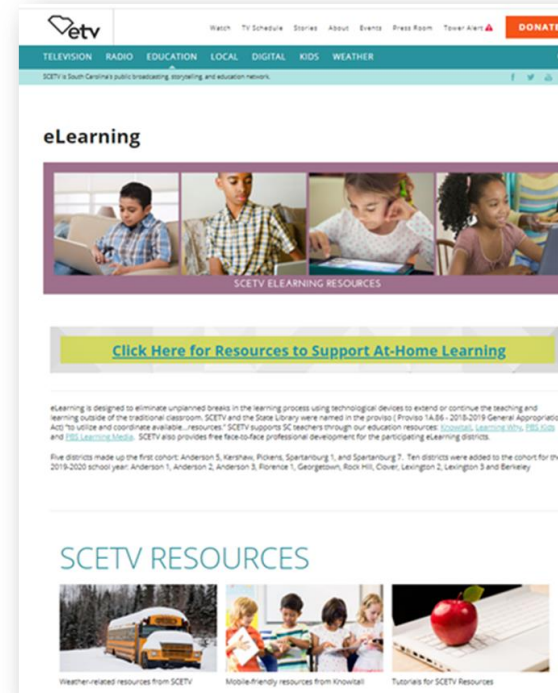 etv
Watch TV Schedule Stories About Events Press Room Tower Alert DONATE
TELEVISION RADIO EDUCATION LOCAL DIGITAL KIDS WEATHER
SCETV is South Carolina's public broadcasting, storytelling, and education network.
eLearning
SCETV ELEARNING RESOURCES
Click Here for Resources to Support At-Home Learning
eLearning is designed to eliminate unplanned breaks in the learning process using technological devices to extend or continue the teaching and
learning outside of the traditional classroom. SCETV and the State Library were named in the proviso ( Proviso 1A.86 - 2018-2019 General Appropriatio
Act) "to utilize and coordinate available...resources." SCETV supports SC teachers through our education resources: Knowitall, Learning Why, PBS Kids
and PBS Learning Media. SCETV also provides free face-to-face professional development for the participating eLearning districts.
Five districts made up the first cohort: Anderson 5, Kershaw, Pickens, Spartanburg 1, and Spartanburg 7. Ten districts were added to the cohort for the
2019-2020 school year: Anderson 1, Anderson 2, Anderson 3, Florence 1, Georgetown, Rock Hill, Clover, Lexington 2, Lexington 3 and Berkeley
SCETV RESOURCES
Weather-related resources from SCETV Mobile-friendly resources from Knowitall Tutorials for SCETV Resources